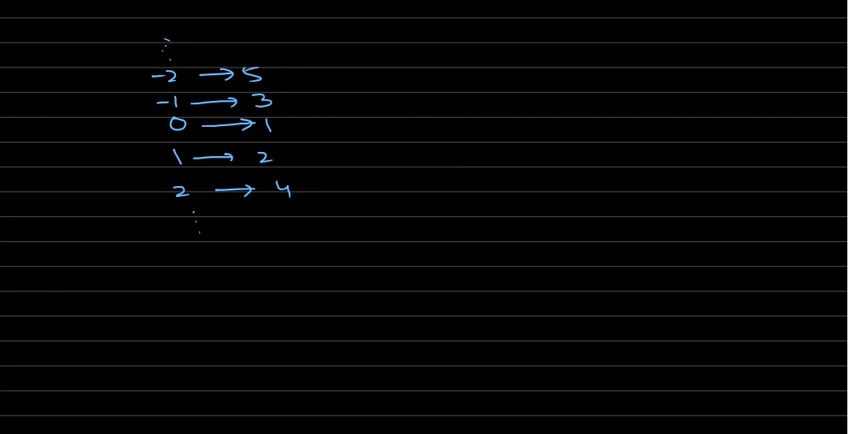 ⋮
-2 → 5
-1 → 3
0 → 1
1 → 2
2 → 4
⋮